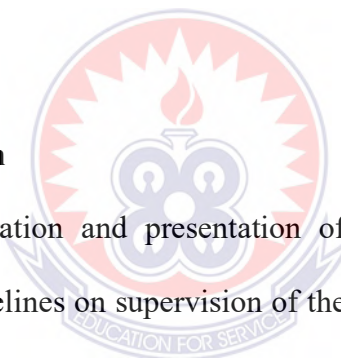 ation and presentation of
elines on supervision of the
EDUCATION FOR SERVICE